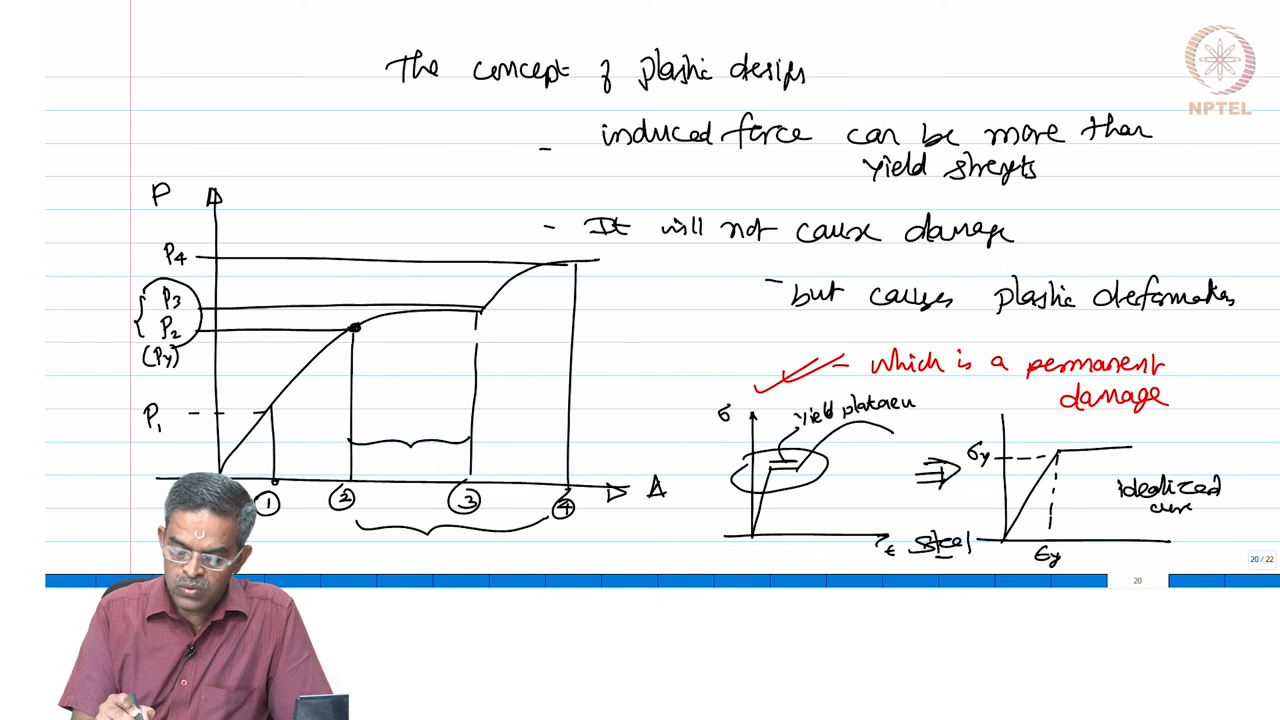 The concept of plastic design
NPTEL
- induced force can be more than
yield strength
- It will not cause damage
- but causes plastic deformation
- which is a permanent
damage
P
P4
P3
P2
(Py)
P1
1 2 3 4 Δ
σ
yield plataeu
ε steel
⇒
σy
εy
idealized
curve
20 / 22
20